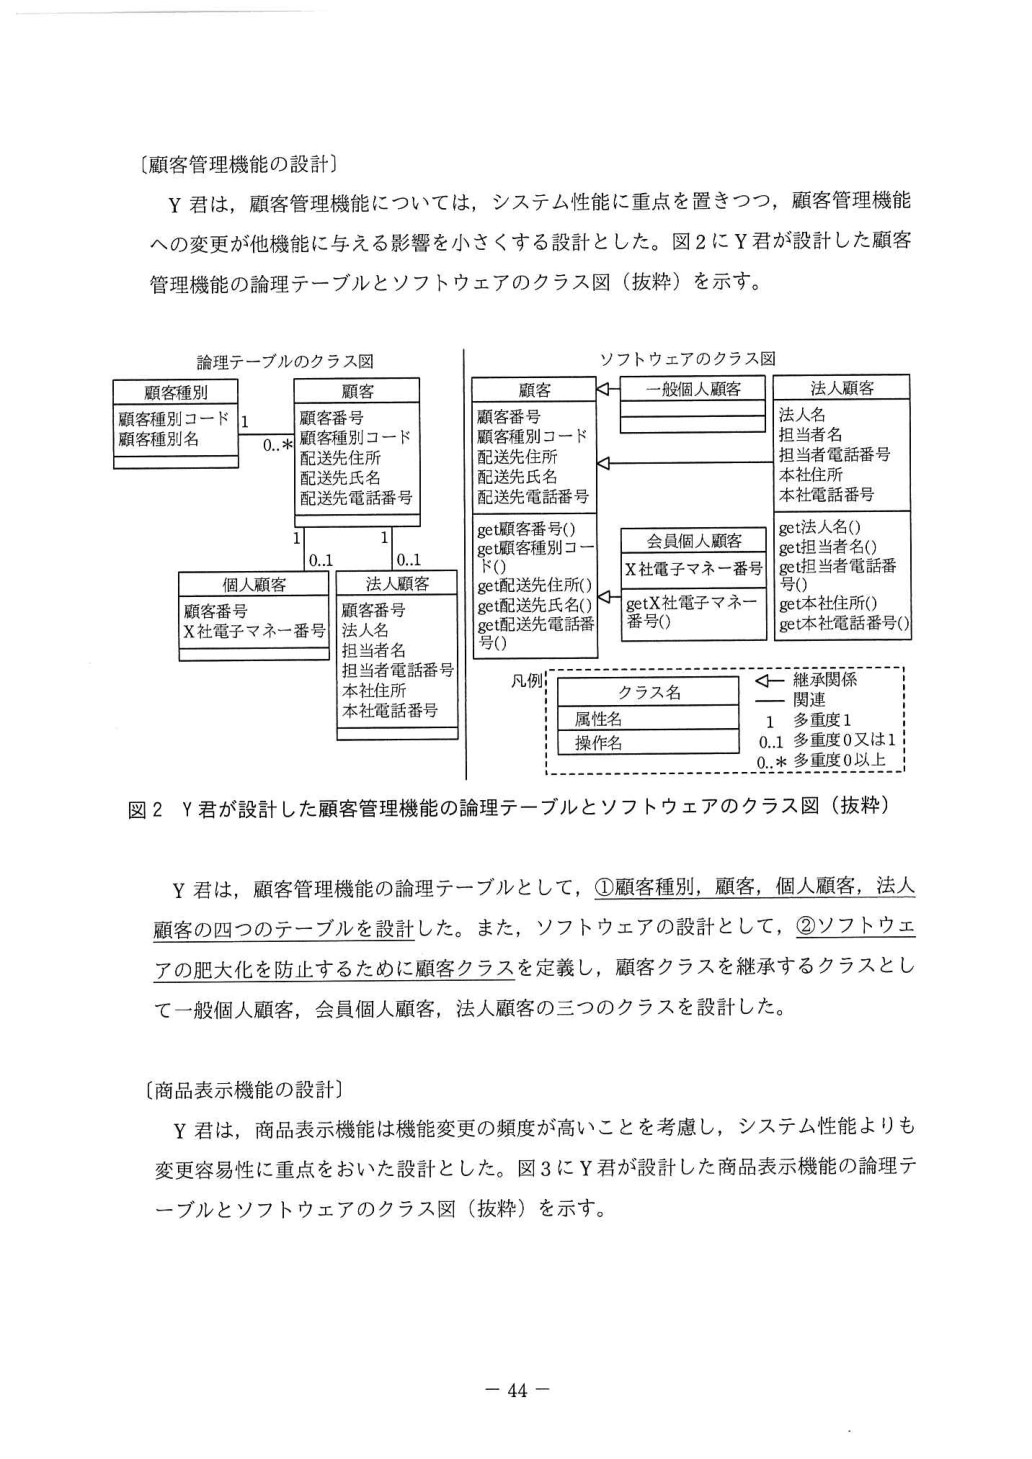 〔顧客管理機能の設計〕
Y 君は，顧客管理機能については，システム性能に重点を置きつつ，顧客管理機能
への変更が他機能に与える影響を小さくする設計とした。図2にY君が設計した顧客
管理機能の論理テーブルとソフトウェアのクラス図（抜粋）を示す。
論理テーブルのクラス図
顧客種別
顧客種別コード
顧客種別名
1
0..*
顧客
顧客番号
顧客種別コード
配送先住所
配送先氏名
配送先電話番号
1
0..1
1
0..1
個人顧客
顧客番号
X社電子マネー番号
法人顧客
顧客番号
法人名
担当者名
担当者電話番号
本社住所
本社電話番号
ソフトウェアのクラス図
顧客
顧客番号
顧客種別コード
配送先住所
配送先氏名
配送先電話番号
get顧客番号()
get顧客種別コー
ド()
get配送先住所()
get配送先氏名()
get配送先電話番
号()
一般個人顧客
会員個人顧客
X社電子マネー番号
getX社電子マネー
番号()
法人顧客
法人名
担当者名
担当者電話番号
本社住所
本社電話番号
get法人名()
get担当者名()
get担当者電話番
号()
get本社住所()
get本社電話番号()
凡例
クラス名
属性名
操作名
継承関係
関連
1 多重度1
0..1 多重度0又は1
0..* 多重度0以上
図2 Y君が設計した顧客管理機能の論理テーブルとソフトウェアのクラス図（抜粋）
Y 君は，顧客管理機能の論理テーブルとして，①顧客種別，顧客，個人顧客，法人
顧客の四つのテーブルを設計した。また，ソフトウェアの設計として，②ソフトウェ
アの肥大化を防止するために顧客クラスを定義し，顧客クラスを継承するクラスとし
て一般個人顧客，会員個人顧客，法人顧客の三つのクラスを設計した。
〔商品表示機能の設計〕
Y 君は，商品表示機能は機能変更の頻度が高いことを考慮し，システム性能よりも
変更容易性に重点をおいた設計とした。図3にY君が設計した商品表示機能の論理テ
ーブルとソフトウェアのクラス図（抜粋）を示す。
－ 44 －